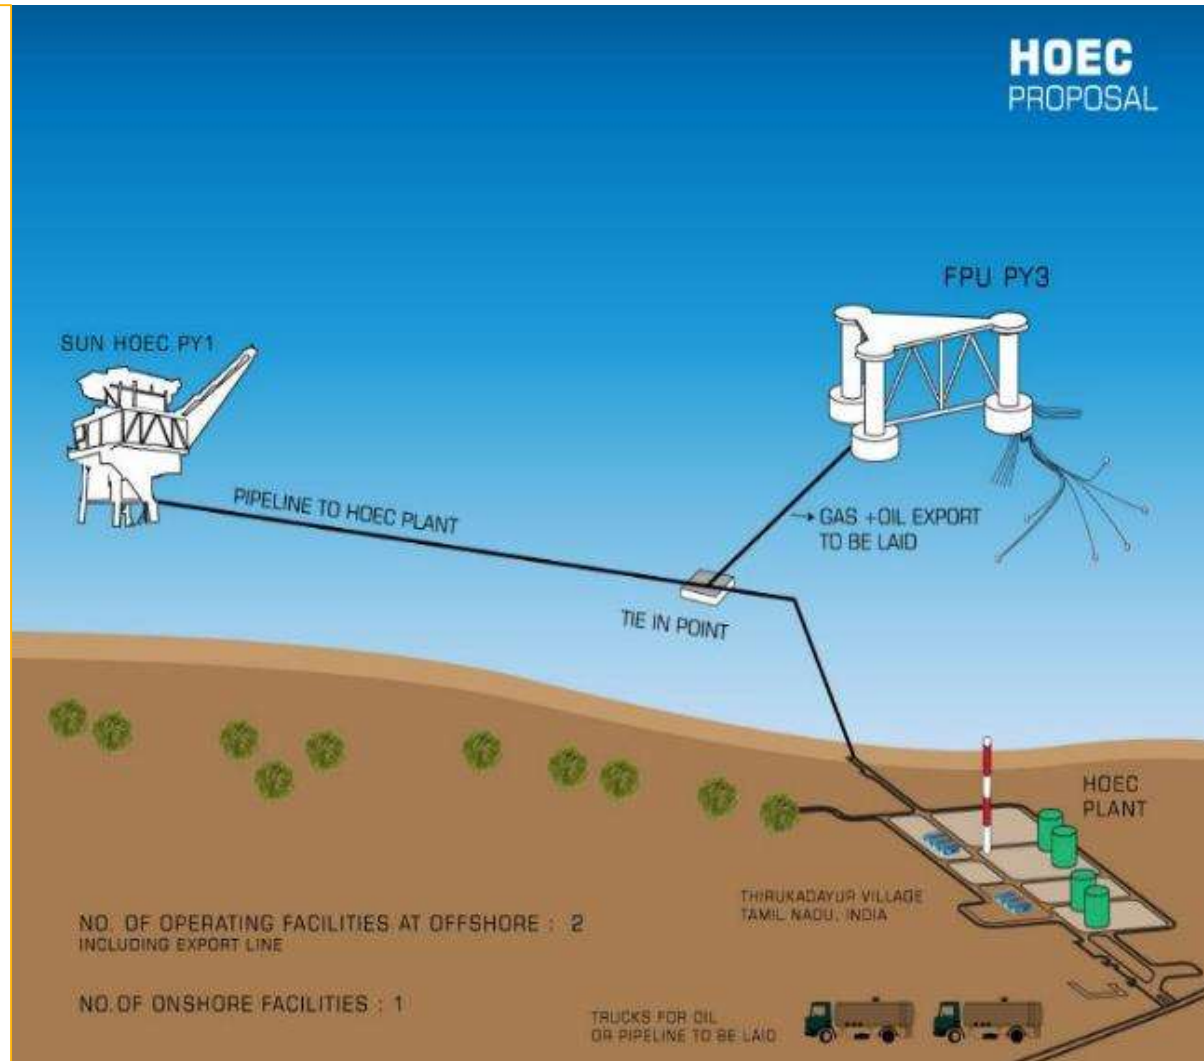 HOEC
PROPOSAL
FPU PY3
SUN HOEC PY1
PIPELINE TO HOEC PLANT
GAS +OIL EXPORT
TO BE LAID
TIE IN POINT
HOEC
PLANT
THIRUKADAYUR VILLAGE
TAMIL NADU, INDIA
NO. OF OPERATING FACILITIES AT OFFSHORE : 2
INCLUDING EXPORT LINE
NO.OF ONSHORE FACILITIES : 1
TRUCKS FOR OIL
OR PIPELINE TO BE LAID